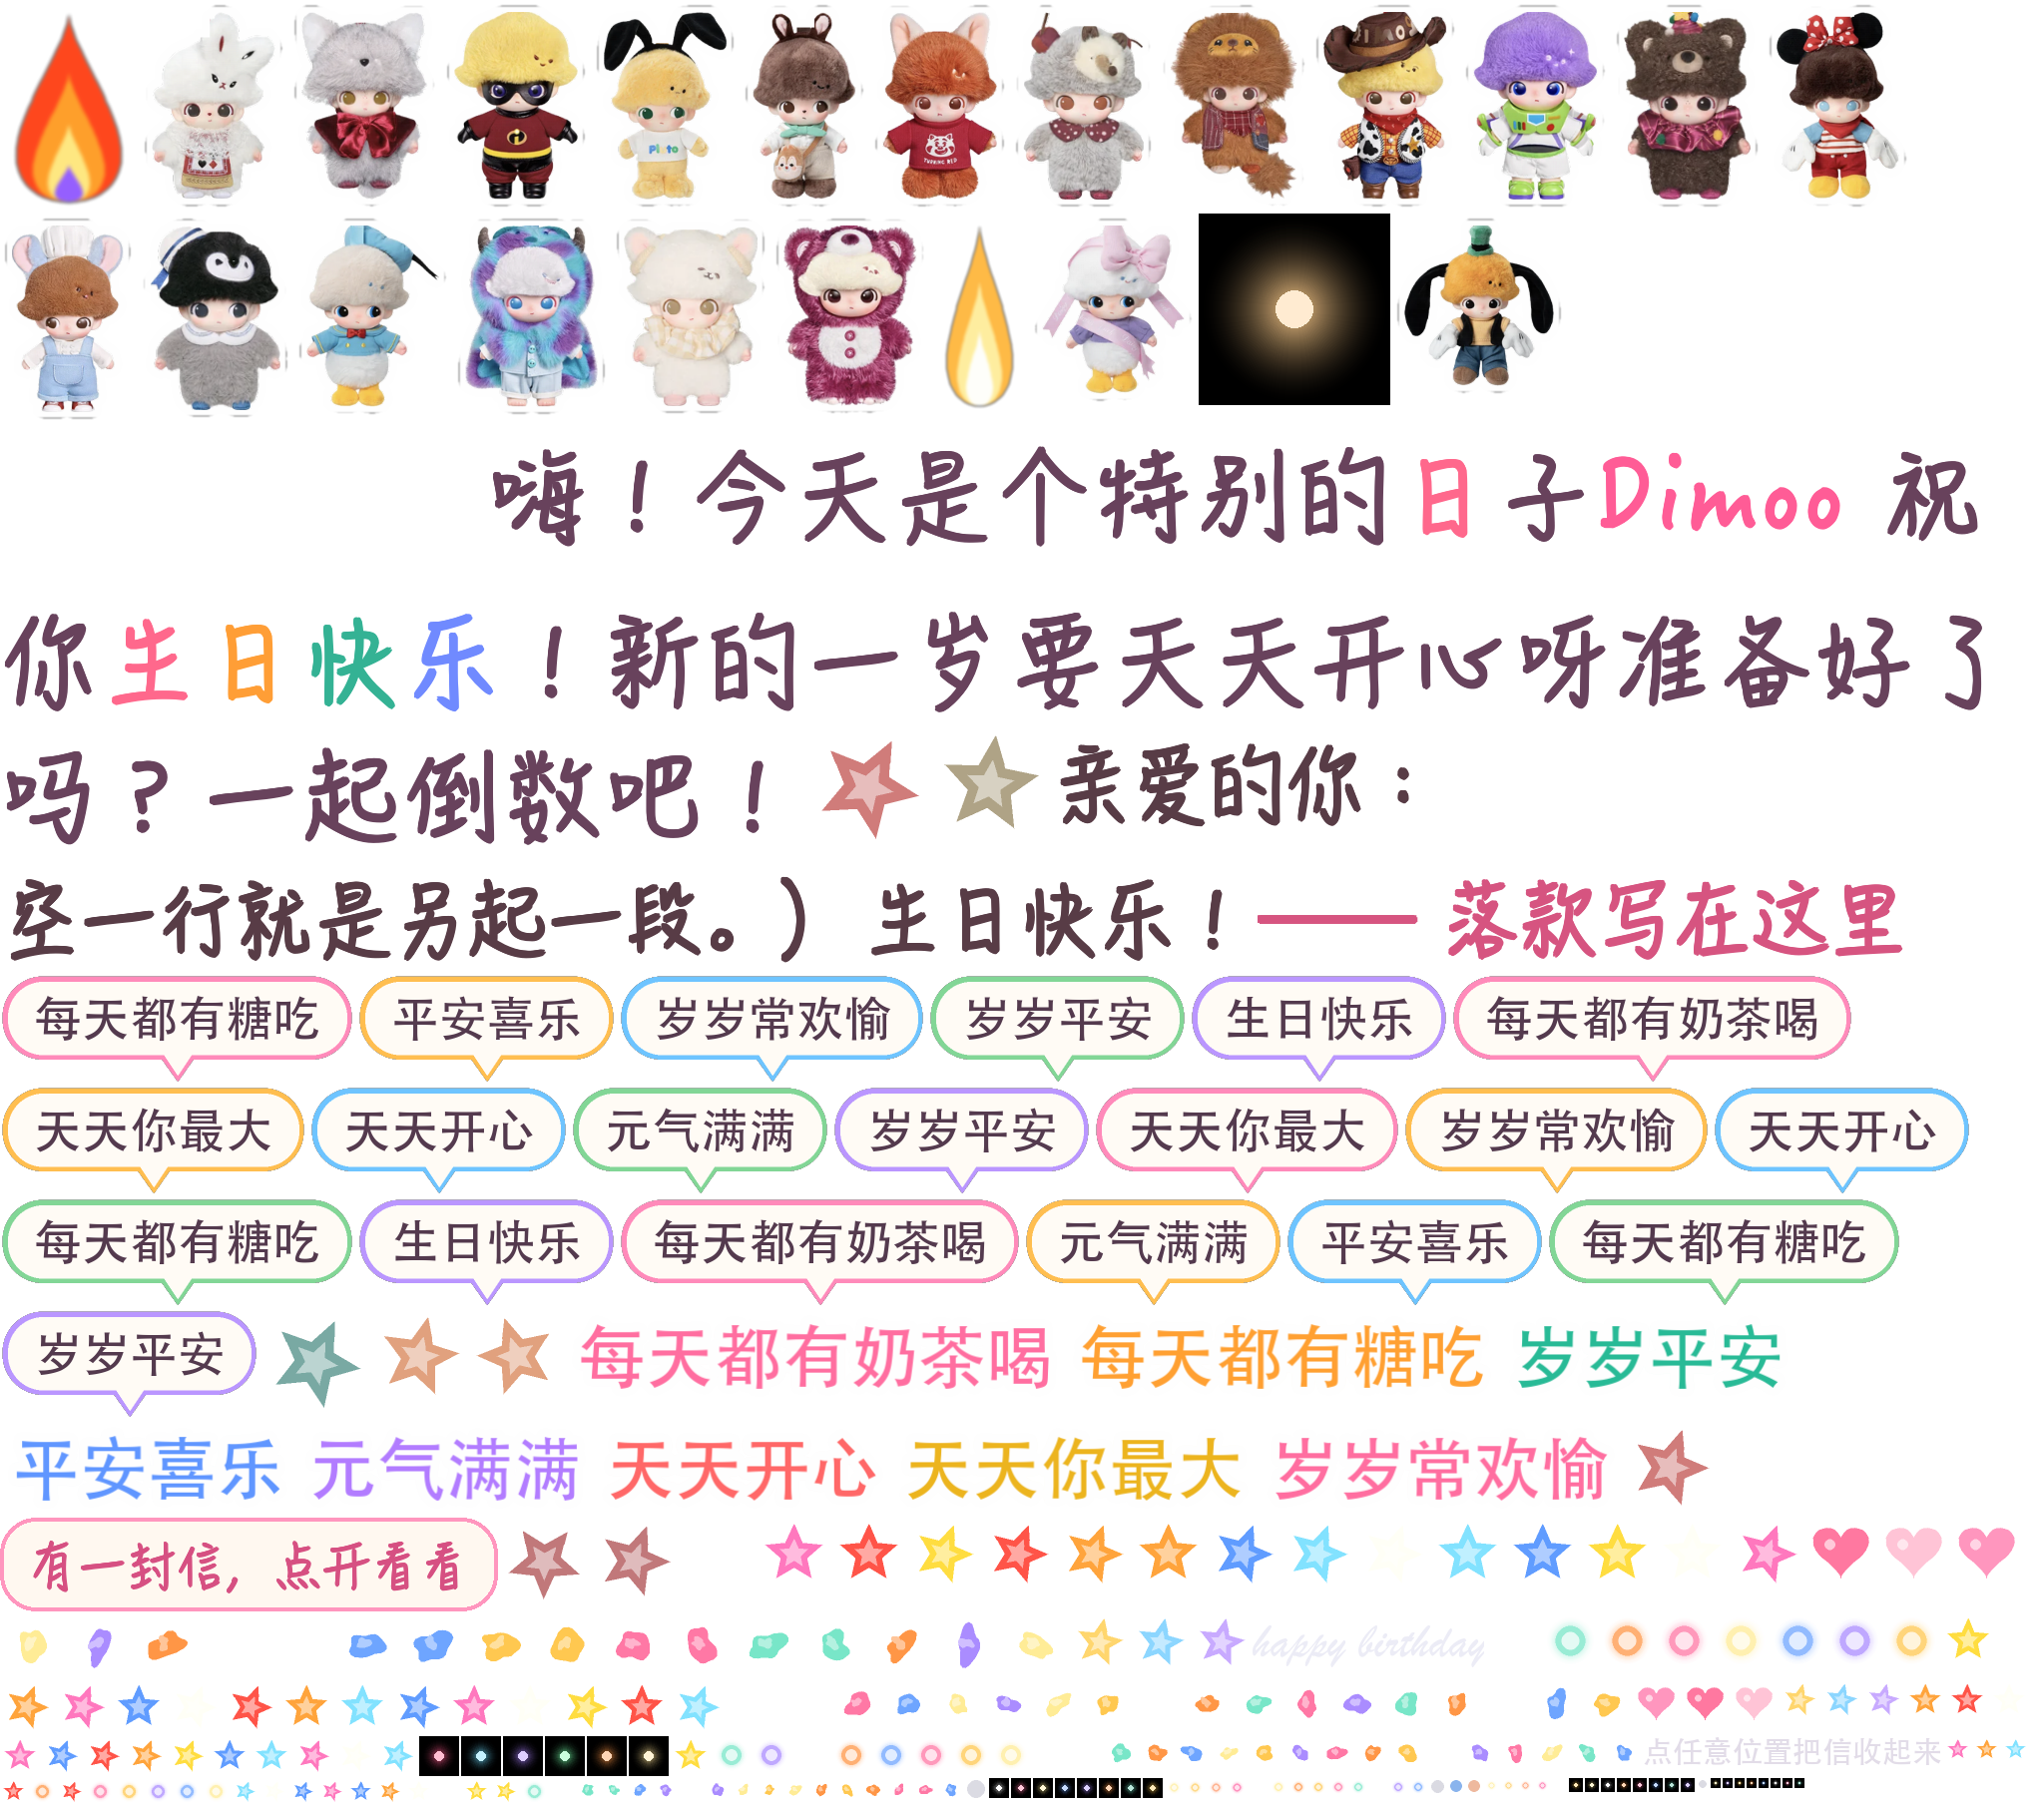 Pluto
TURNING RED
嗨！今天是个特别的日子Dimoo 祝
你生日快乐！新的一岁要天天开心呀准备好了
吗？一起倒数吧！ 亲爱的你：
空一行就是另起一段。） 生日快乐！—— 落款写在这里
每天都有糖吃 平安喜乐 岁岁常欢愉 岁岁平安 生日快乐 每天都有奶茶喝
天天你最大 天天开心 元气满满 岁岁平安 天天你最大 岁岁常欢愉 天天开心
每天都有糖吃 生日快乐 每天都有奶茶喝 元气满满 平安喜乐 每天都有糖吃
岁岁平安 每天都有奶茶喝 每天都有糖吃 岁岁平安
平安喜乐 元气满满 天天开心 天天你最大 岁岁常欢愉
有一封信，点开看看
happy birthday
点任意位置把信收起来